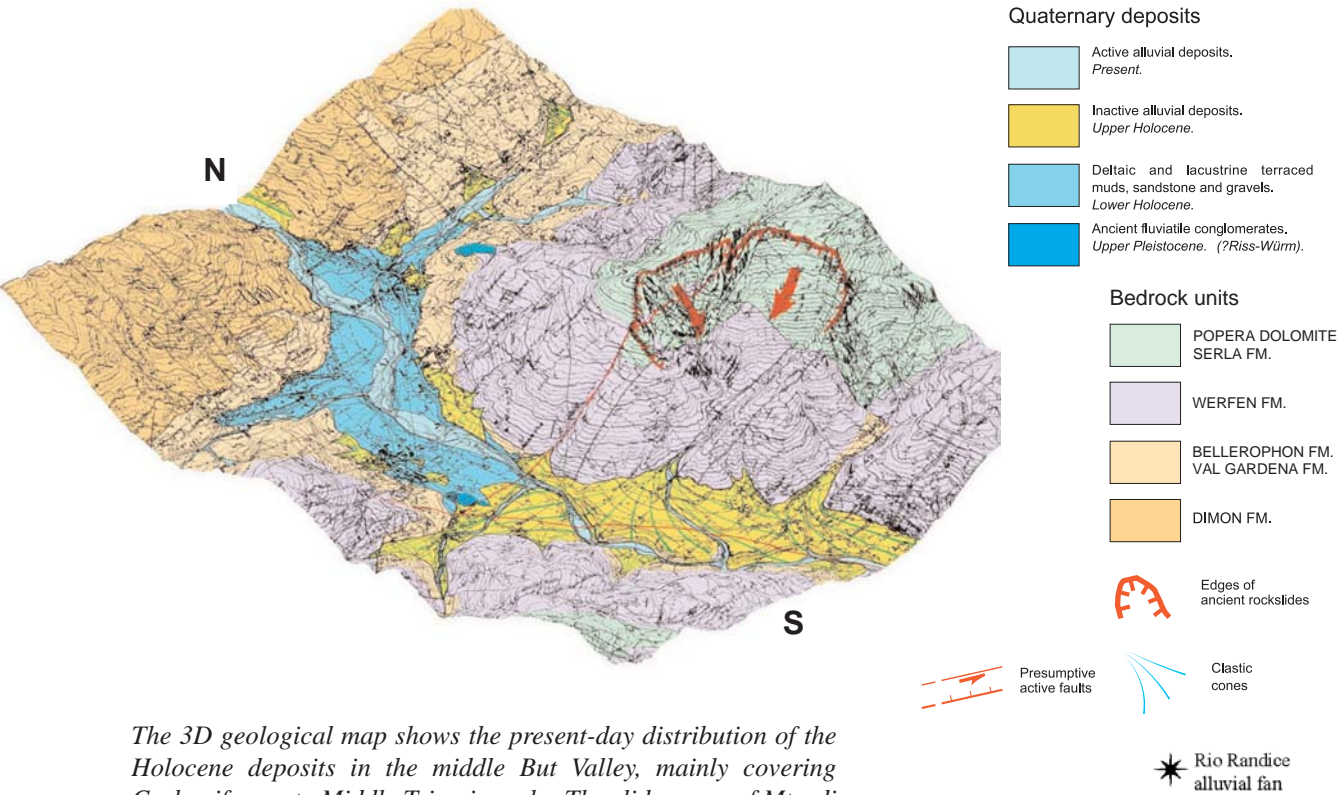 N
S
Quaternary deposits
Active alluvial deposits.
Present.
Inactive alluvial deposits.
Upper Holocene.
Deltaic and lacustrine terraced
muds, sandstone and gravels.
Lower Holocene.
Ancient fluviatile conglomerates.
Upper Pleistocene. (?Riss-Würm).
Bedrock units
POPERA DOLOMITE
SERLA FM.
WERFEN FM.
BELLEROPHON FM.
VAL GARDENA FM.
DIMON FM.
Edges of
ancient rockslides
Presumptive
active faults
Clastic
cones
Rio Randice
alluvial fan
The 3D geological map shows the present-day distribution of the
Holocene deposits in the middle But Valley, mainly covering